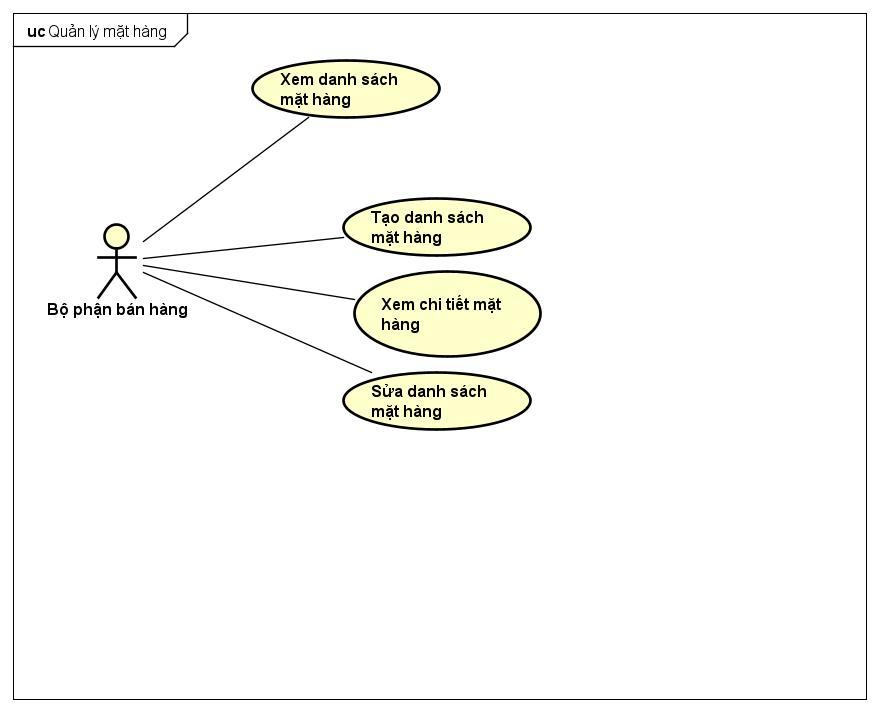 uc Quản lý mặt hàng
Xem danh sách
mặt hàng
Tạo danh sách
mặt hàng
Xem chi tiết mặt
hàng
Bộ phận bán hàng
Sửa danh sách
mặt hàng